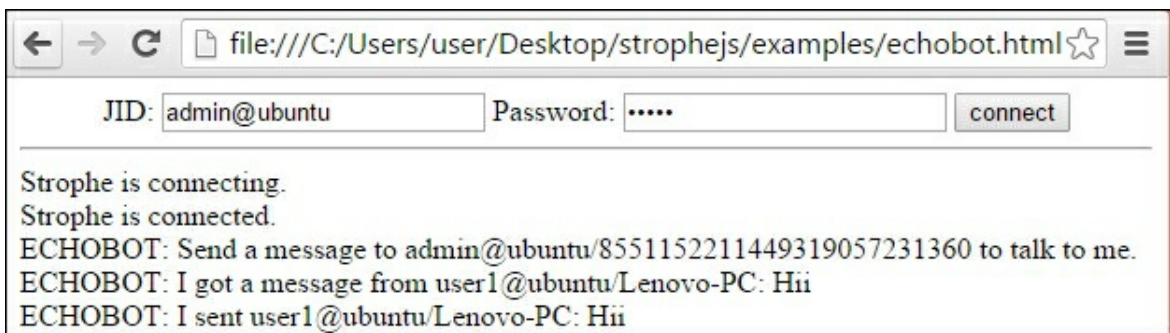 file:///C:/Users/user/Desktop/strophejs/examples/echobot.html
JID: admin@ubuntu Password: ••••• connect
Strophe is connecting.
Strophe is connected.
ECHOBOT: Send a message to admin@ubuntu/8551152211449319057231360 to talk to me.
ECHOBOT: I got a message from user1@ubuntu/Lenovo-PC: Hii
ECHOBOT: I sent user1@ubuntu/Lenovo-PC: Hii